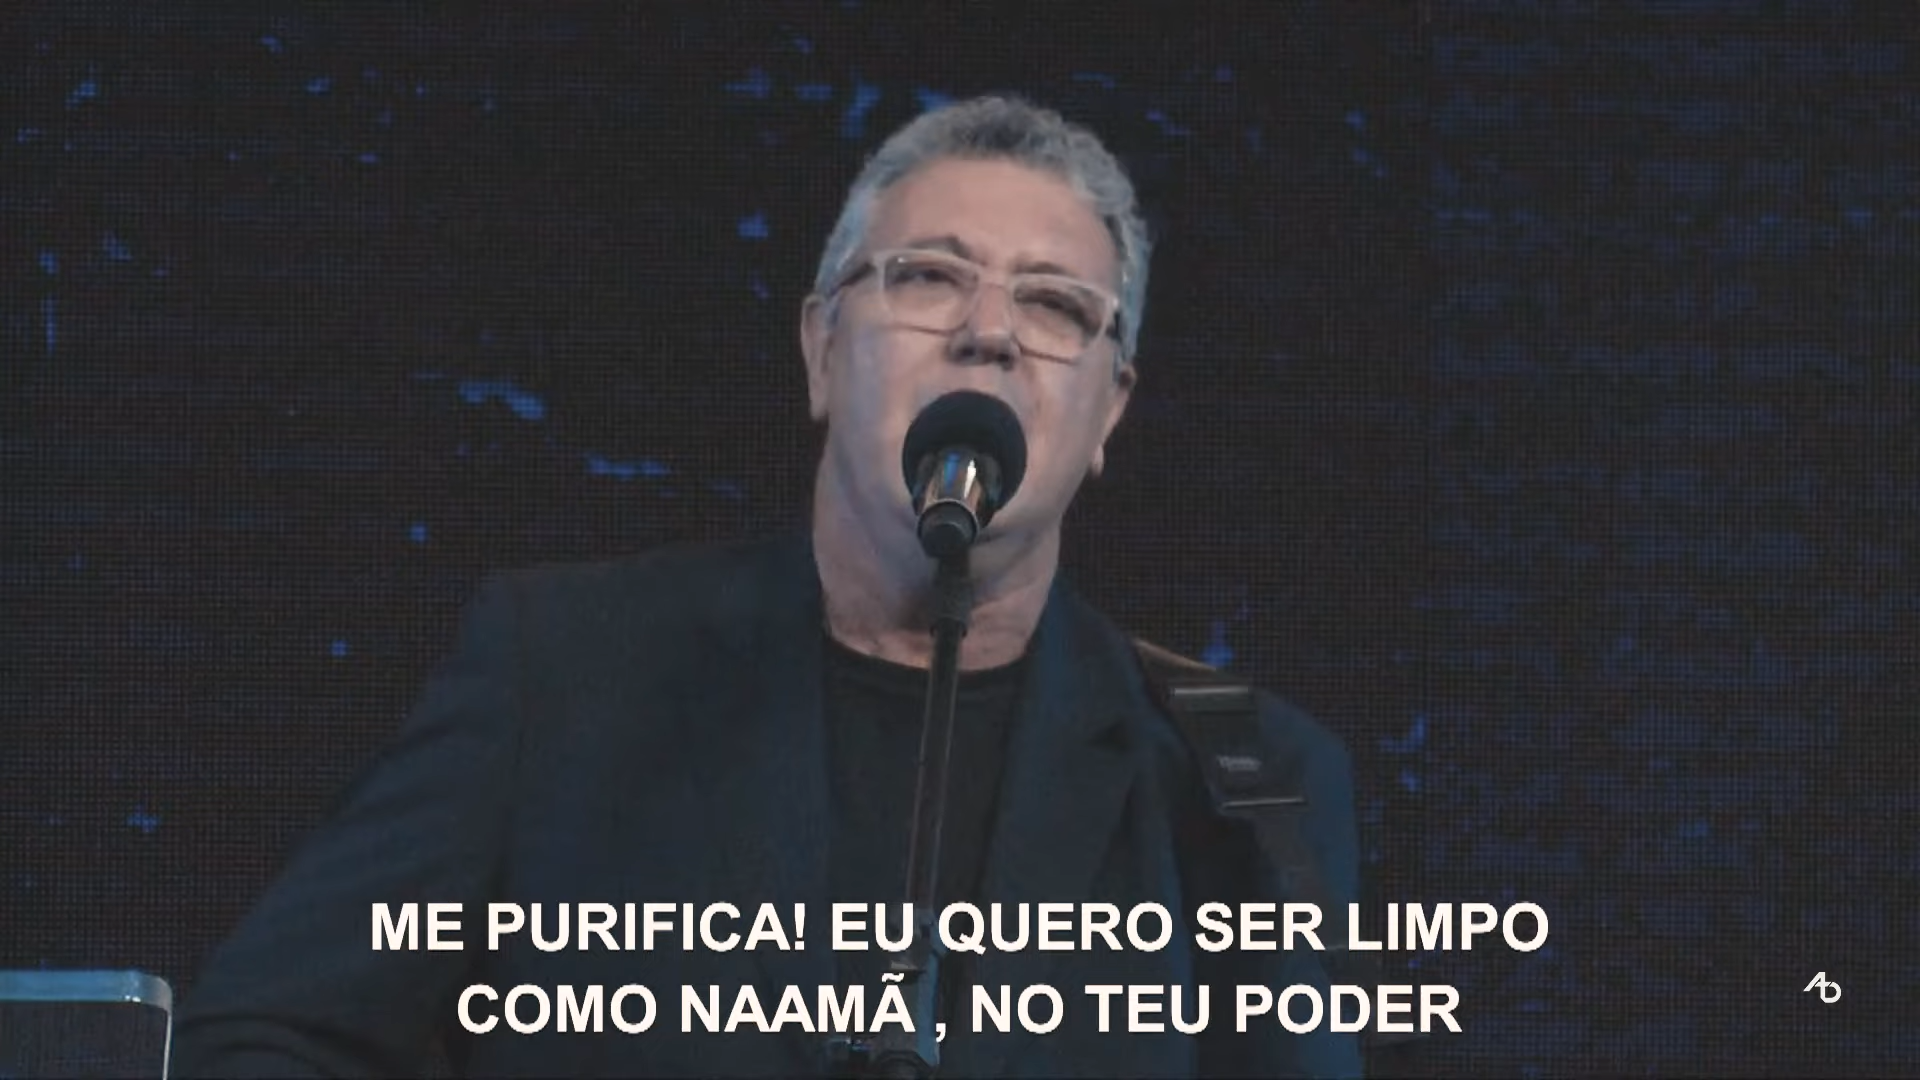 ME PURIFICA! EU QUERO SER LIMPO
COMO NAAMÃ , NO TEU PODER